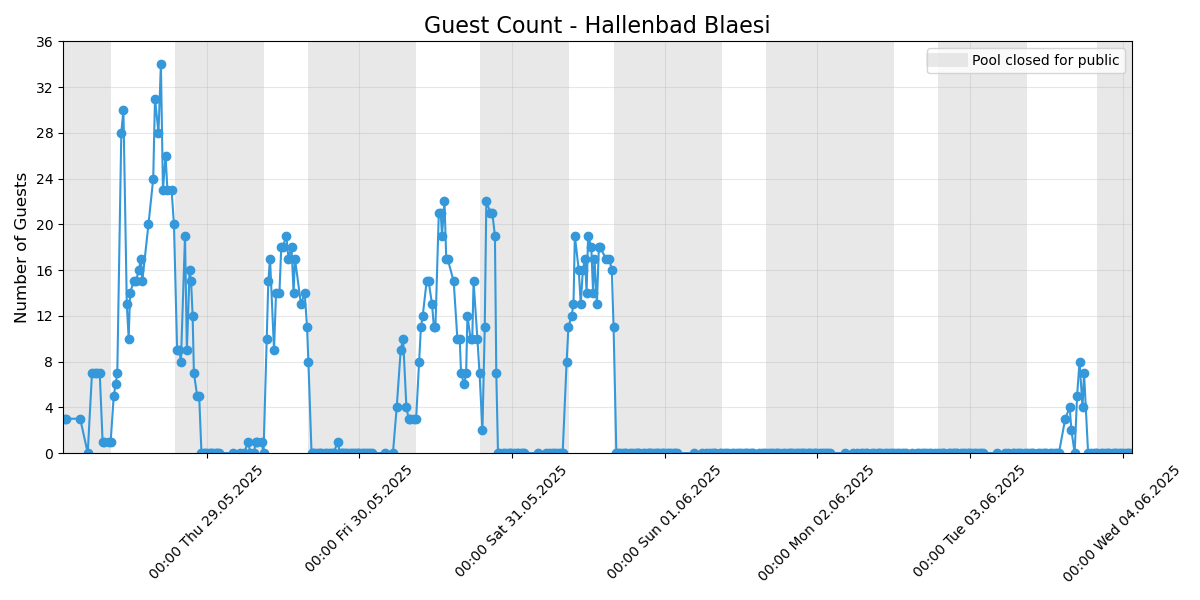 Guest Count - Hallenbad Blaesi
Pool closed for public
Number of Guests
36
32
28
24
20
16
12
8
4
0
00:00 Thu 29.05.2025
00:00 Fri 30.05.2025
00:00 Sat 31.05.2025
00:00 Sun 01.06.2025
00:00 Mon 02.06.2025
00:00 Tue 03.06.2025
00:00 Wed 04.06.2025